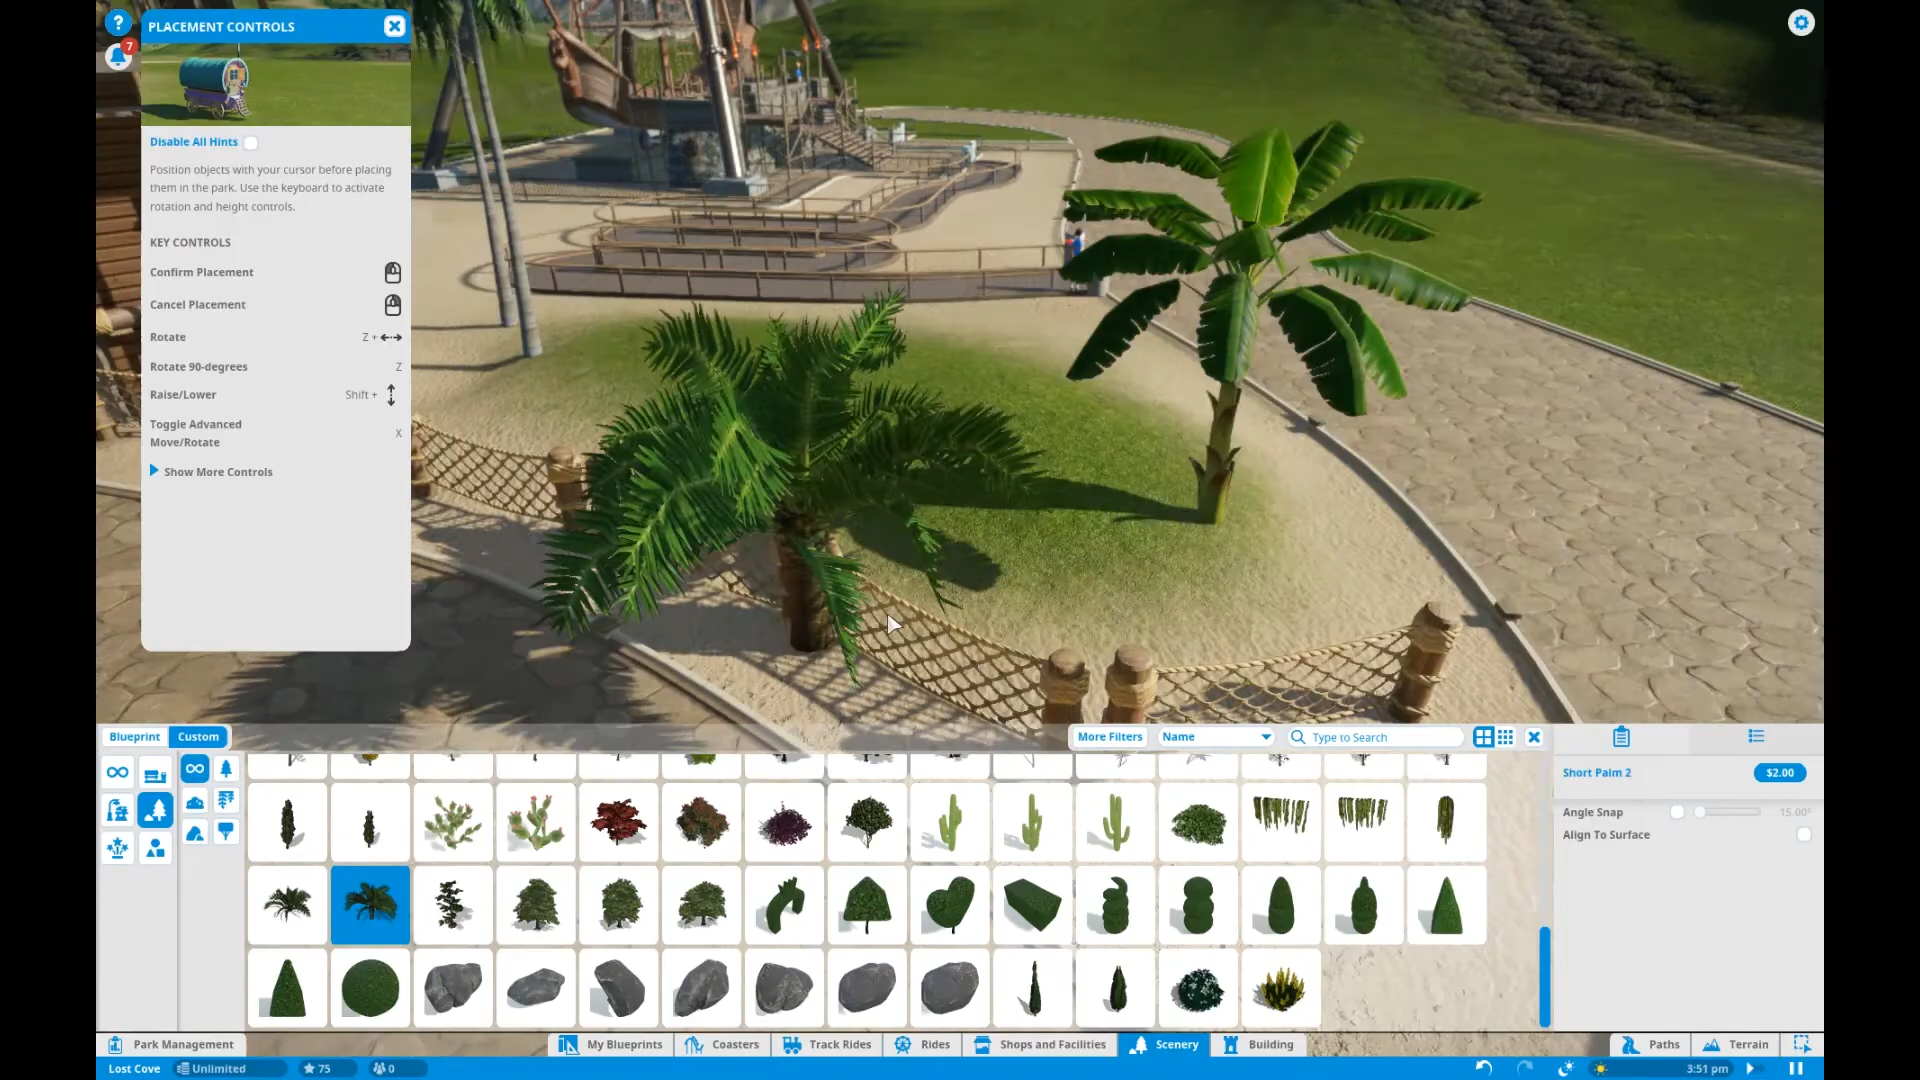 ?
7
PLACEMENT CONTROLS
Disable All Hints
Position objects with your cursor before placing
them in the park. Use the keyboard to activate
rotation and height controls.
KEY CONTROLS
Confirm Placement
Cancel Placement
Rotate Z +
Rotate 90-degrees Z
Raise/Lower Shift +
Toggle Advanced
Move/Rotate X
Show More Controls
Blueprint Custom
More Filters Name Type to Search
Short Palm 2 $2.00
Angle Snap 15.00°
Align To Surface
Park Management My Blueprints Coasters Track Rides Rides Shops and Facilities Scenery Building Paths Terrain
Lost Cove Unlimited 75 0 3:51 pm